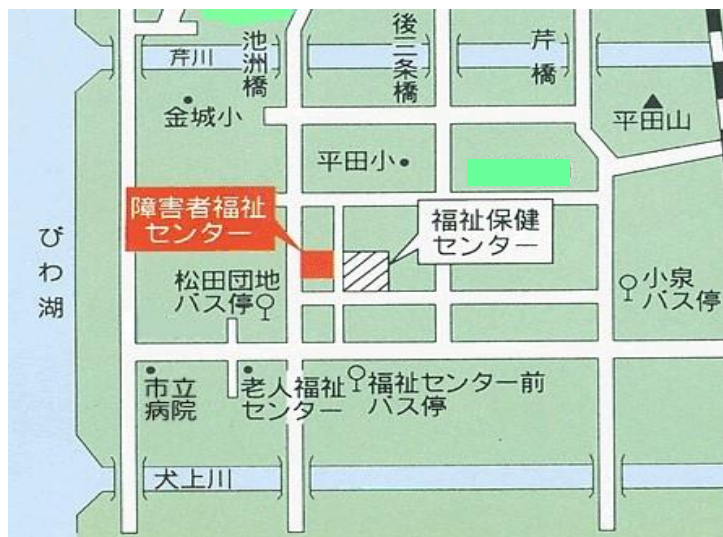 芹川
池洲橋
後三条橋
芹橋
金城小
平田山
平田小
障害者福祉
センター
福祉保健
センター
びわ湖
松田団地
バス停
小泉
バス停
市立
病院
老人福祉
センター
福祉センター前
バス停
犬上川